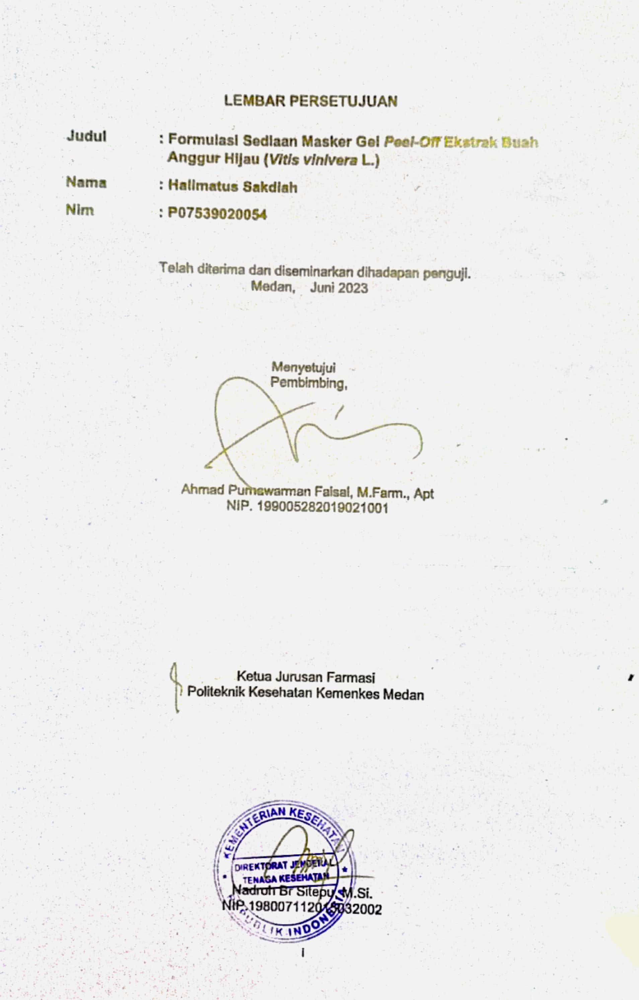 LEMBAR PERSETUJUAN
Judul : Formulasi Sediaan Masker Gel Peel-Off Ekstrak Buah
Anggur Hijau (Vitis vinivera L.)
Nama : Halimatus Sakdiah
Nim : P07539020054
Telah diterima dan diseminarkan dihadapan penguji.
Medan, Juni 2023
Menyetujui
Pembimbing,
Ahmad Purnawarman Faisal, M.Farm., Apt
NIP. 199005282019021001
Ketua Jurusan Farmasi
Politeknik Kesehatan Kemenkes Medan
KEMENTERIAN KESEHATAN
DIREKTORAT JENDERAL
TENAGA KESEHATAN
Nadroh Br Sitepu, M.Si.
NIP.198007112015032002
REPUBLIK INDONESIA
i